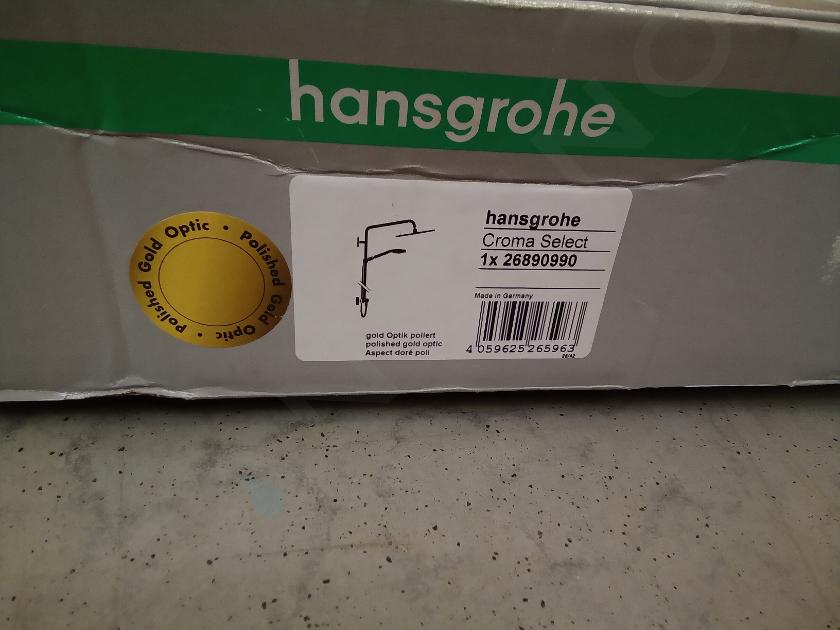 hansgrohe
Polished Gold Optic • Polished Gold Optic •
hansgrohe
Croma Select
1x 26890990
Made in Germany
gold Optik poliert
polished gold optic
Aspect doré poli
4 059625 265963